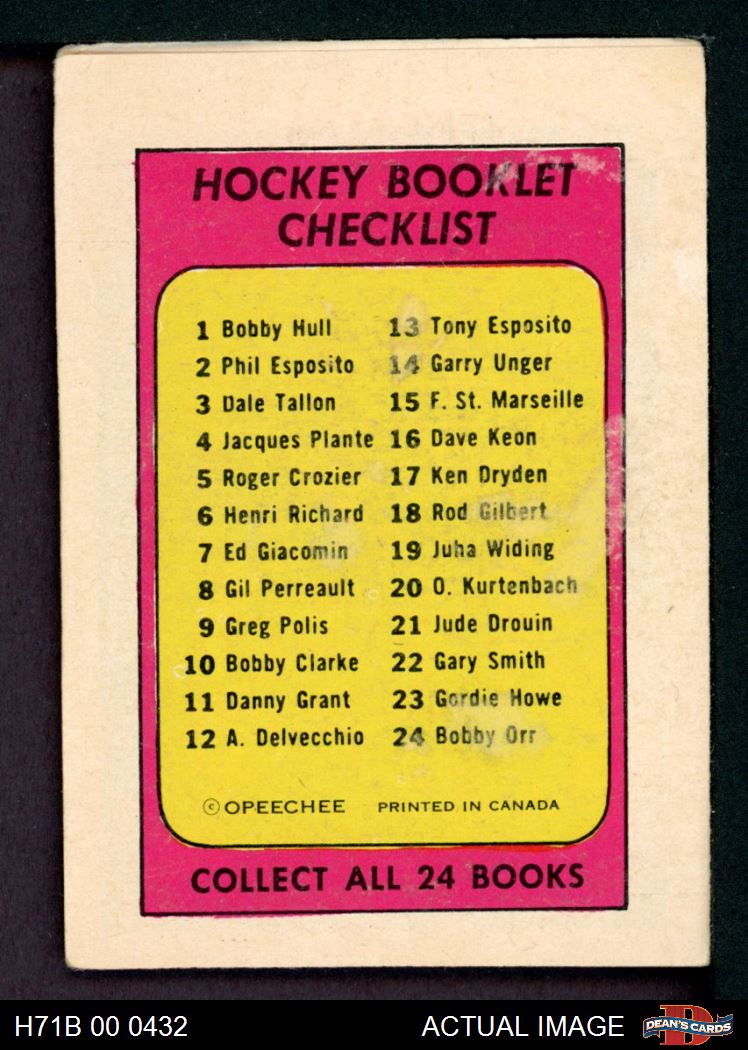 HOCKEY BOOKLET
CHECKLIST
1 Bobby Hull
2 Phil Esposito
3 Dale Tallon
4 Jacques Plante
5 Roger Crozier
6 Henri Richard
7 Ed Giacomin
8 Gil Perreault
9 Greg Polis
10 Bobby Clarke
11 Danny Grant
12 A. Delvecchio
13 Tony Esposito
14 Garry Unger
15 F. St. Marseille
16 Dave Keon
17 Ken Dryden
18 Rod Gilbert
19 Juha Widing
20 O. Kurtenbach
21 Jude Drouin
22 Gary Smith
23 Gordie Howe
24 Bobby Orr
© OPEECHEE PRINTED IN CANADA
COLLECT ALL 24 BOOKS
H71B 00 0432 ACTUAL IMAGE
D
DEAN'S CARDS